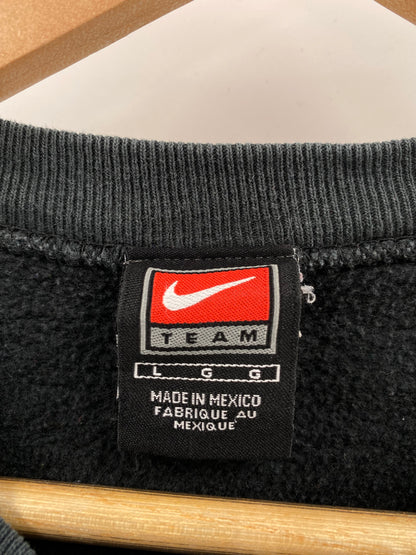 TEAM
L G G
MADE IN MEXICO
FABRIQUE AU
MEXIQUE